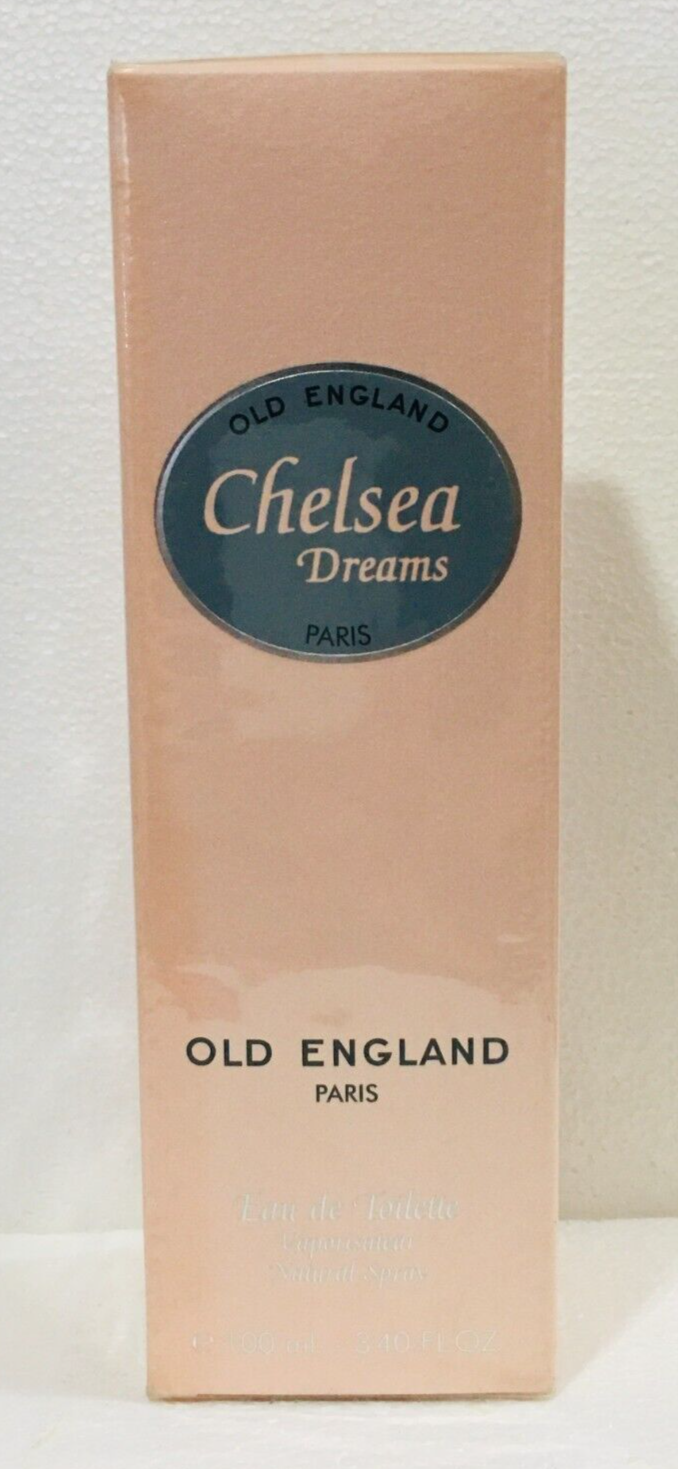 OLD ENGLAND
Chelsea
Dreams
PARIS
OLD ENGLAND
PARIS
Eau de Toilette
Vaporisateur
Natural Spray
℮ 100 ml 3.40 FL.OZ.